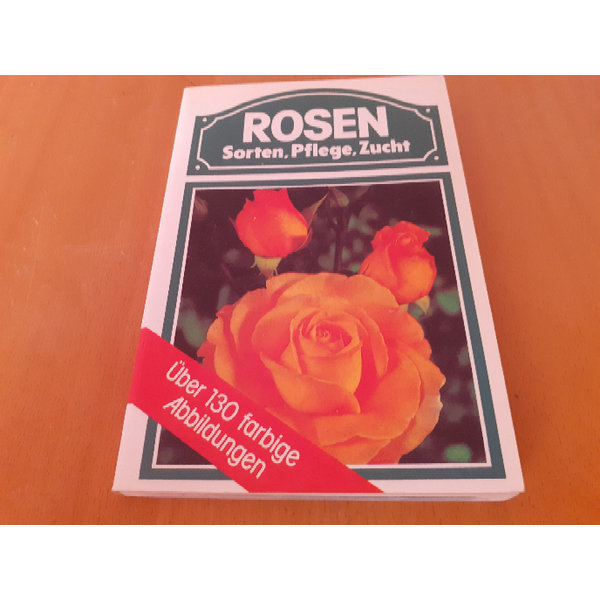 ROSEN
Sorten, Pflege, Zucht
Über 130 farbige
Abbildungen